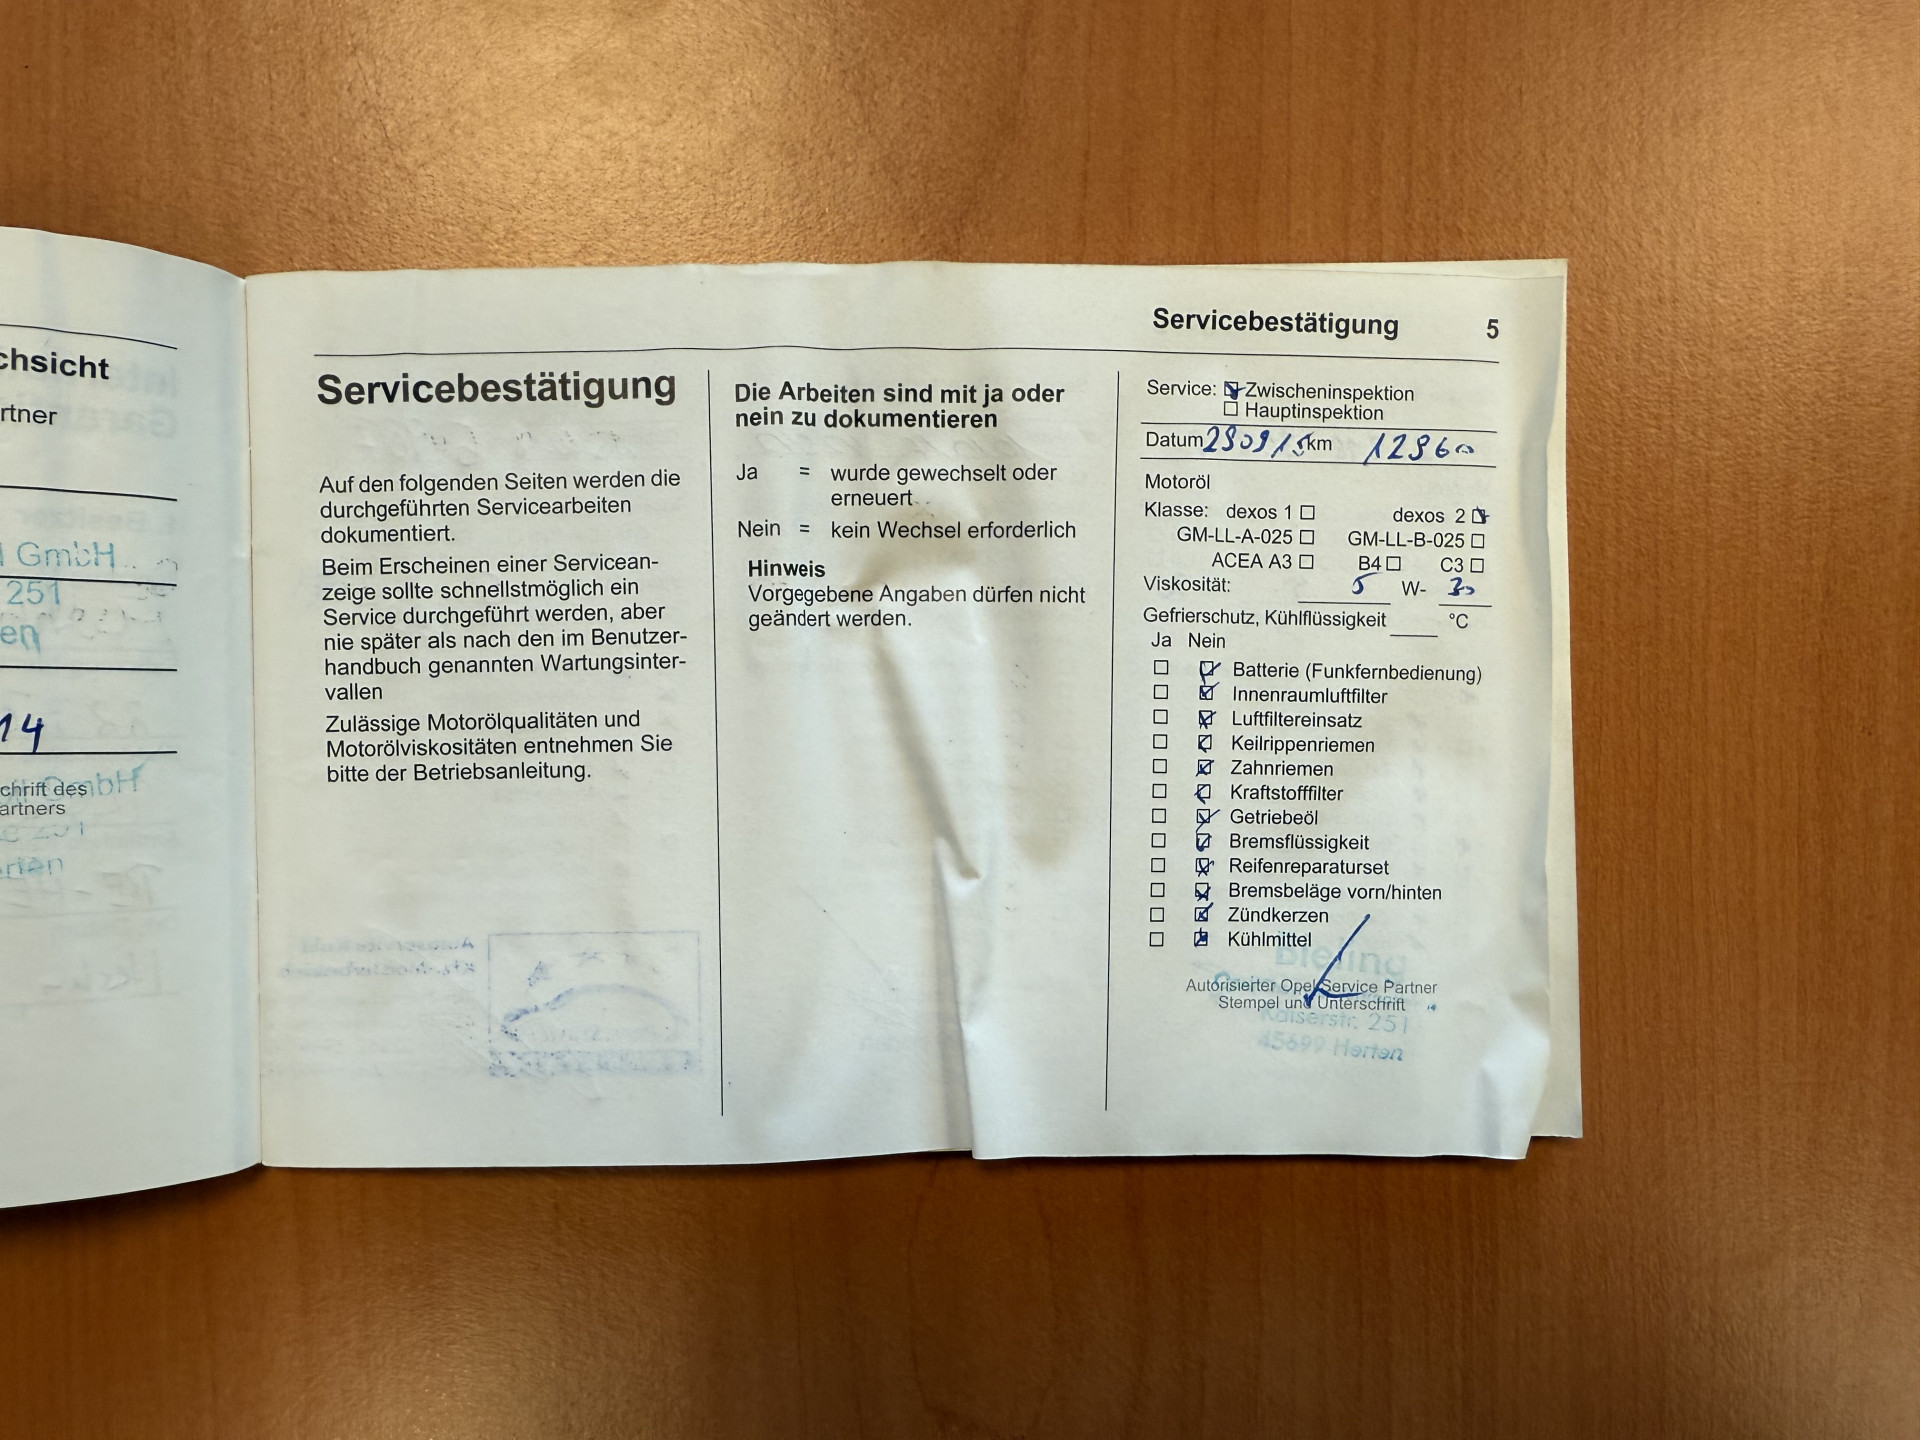 chsicht
rtner
GmbH
251
en
14
chrift des
artners
Servicebestätigung 5
Servicebestätigung
Auf den folgenden Seiten werden die
durchgeführten Servicearbeiten
dokumentiert.
Beim Erscheinen einer Servicean-
zeige sollte schnellstmöglich ein
Service durchgeführt werden, aber
nie später als nach den im Benutzer-
handbuch genannten Wartungsinter-
vallen
Zulässige Motorölqualitäten und
Motorölviskositäten entnehmen Sie
bitte der Betriebsanleitung.
Die Arbeiten sind mit ja oder
nein zu dokumentieren
Ja = wurde gewechselt oder
erneuert
Nein = kein Wechsel erforderlich
Hinweis
Vorgegebene Angaben dürfen nicht
geändert werden.
Service: Zwischeninspektion
Hauptinspektion
Datum 290915 km 12960
Motoröl
Klasse: dexos 1 dexos 2
GM-LL-A-025 GM-LL-B-025
ACEA A3 B4 C3
Viskosität: 5 W- 30
Gefrierschutz, Kühlflüssigkeit °C
Ja Nein
Batterie (Funkfernbedienung)
Innenraumluftfilter
Luftfiltereinsatz
Keilrippenriemen
Zahnriemen
Kraftstofffilter
Getriebeöl
Bremsflüssigkeit
Reifenreparaturset
Bremsbeläge vorn/hinten
Zündkerzen
Kühlmittel
Bieling
Autorisierter Opel Service Partner
Stempel und Unterschrift
Kaiserstr. 251
45699 Herten